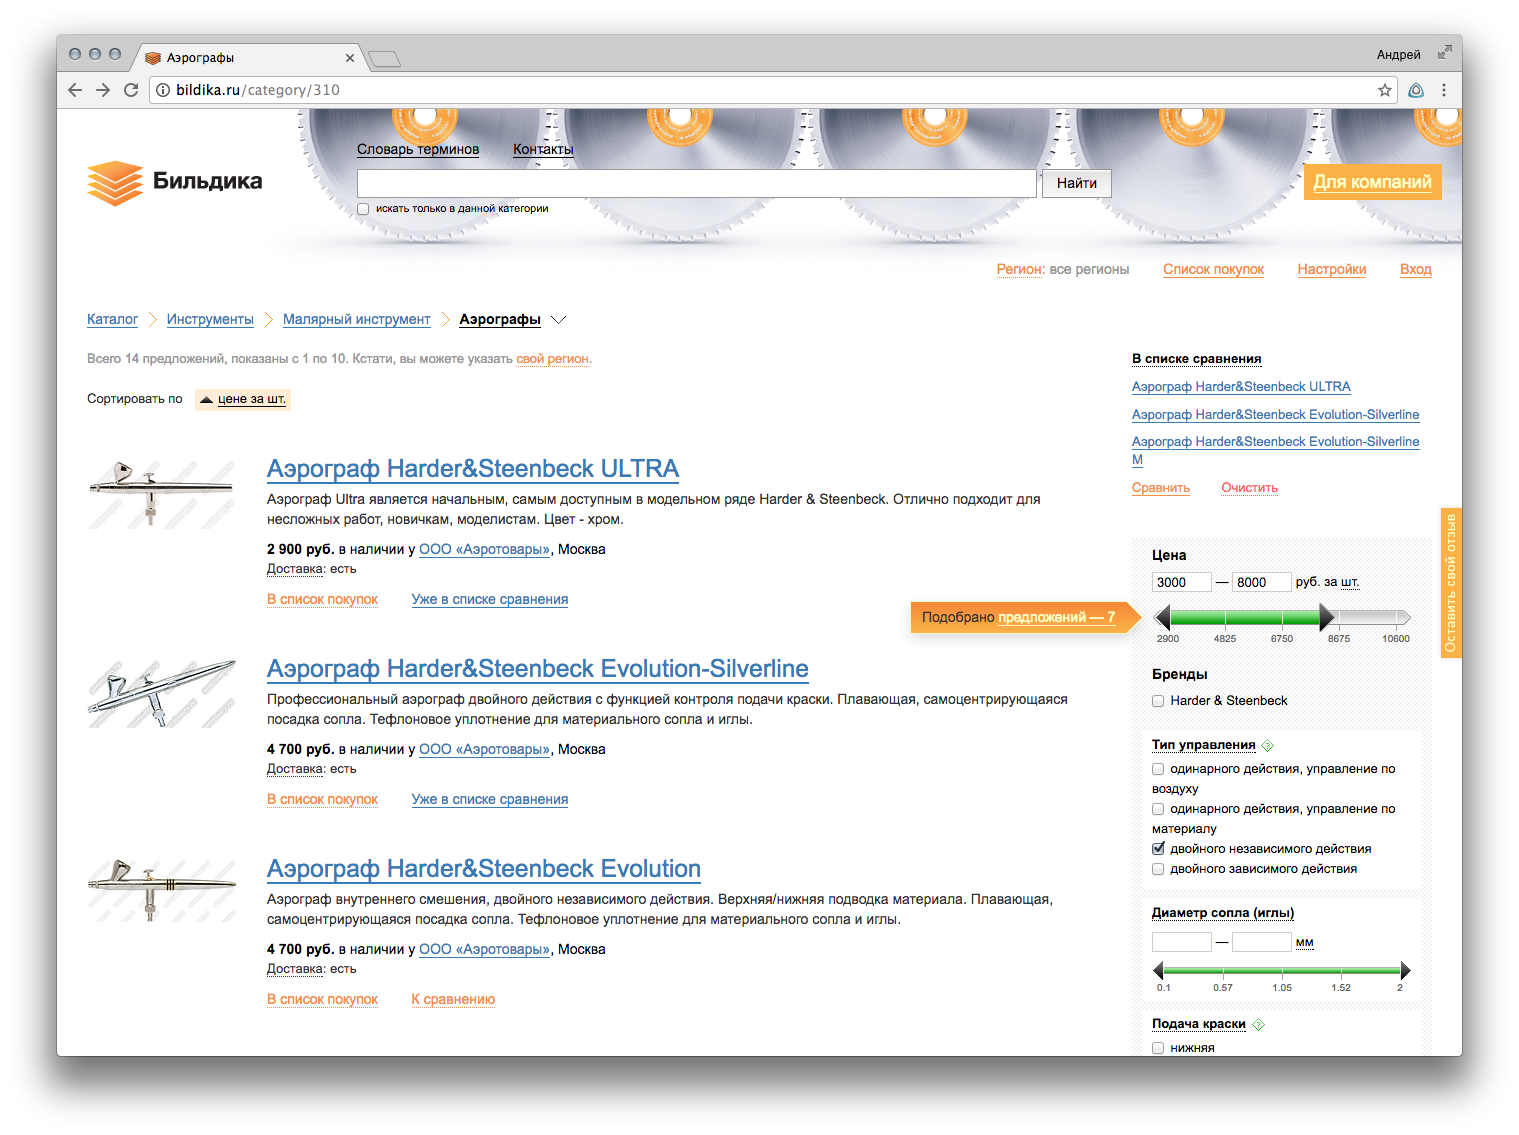 Аэрографы
Андрей
bildika.ru/category/310
Словарь терминов Контакты
Бильдика
Найти
Для компаний
искать только в данной категории
Регион: все регионы Список покупок Настройки Вход
Каталог Инструменты Малярный инструмент Аэрографы
Всего 14 предложений, показаны с 1 по 10. Кстати, вы можете указать свой регион.
Сортировать по цене за шт.
Аэрограф Harder&Steenbeck ULTRA
Аэрограф Ultra является начальным, самым доступным в модельном ряде Harder & Steenbeck. Отлично подходит для
несложных работ, новичкам, моделистам. Цвет - хром.
2 900 руб. в наличии у ООО «Аэротовары», Москва
Доставка: есть
В список покупок Уже в списке сравнения
Аэрограф Harder&Steenbeck Evolution-Silverline
Профессиональный аэрограф двойного действия с функцией контроля подачи краски. Плавающая, самоцентрирующаяся
посадка сопла. Тефлоновое уплотнение для материального сопла и иглы.
4 700 руб. в наличии у ООО «Аэротовары», Москва
Доставка: есть
В список покупок Уже в списке сравнения
Аэрограф Harder&Steenbeck Evolution
Аэрограф внутреннего смешения, двойного независимого действия. Верхняя/нижняя подводка материала. Плавающая,
самоцентрирующаяся посадка сопла. Тефлоновое уплотнение для материального сопла и иглы.
4 700 руб. в наличии у ООО «Аэротовары», Москва
Доставка: есть
В список покупок К сравнению
В списке сравнения
Аэрограф Harder&Steenbeck ULTRA
Аэрограф Harder&Steenbeck Evolution-Silverline
Аэрограф Harder&Steenbeck Evolution-Silverline
M
Сравнить Очистить
Оставить свой отзыв
Цена
3000 — 8000 руб. за шт.
Подобрано предложений — 7
2900 4825 6750 8675 10600
Бренды
Harder & Steenbeck
Тип управления ?
одинарного действия, управление по
воздуху
одинарного действия, управление по
материалу
двойного независимого действия
двойного зависимого действия
Диаметр сопла (иглы)
— мм
0.1 0.57 1.05 1.52 2
Подача краски ?
нижняя